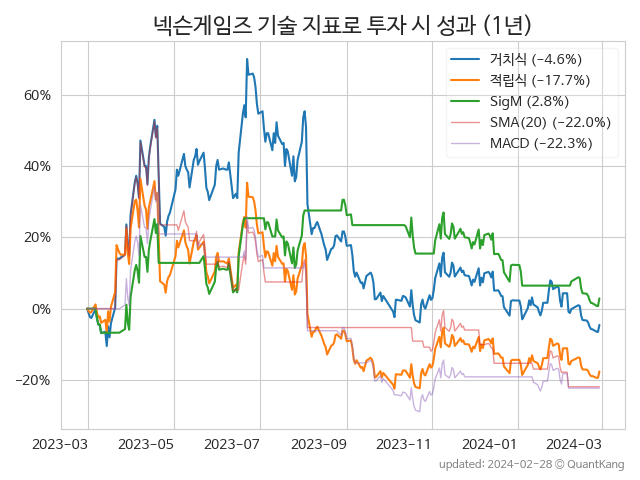 넥슨게임즈 기술 지표로 투자 시 성과 (1년)
거치식 (−4.6%)
적립식 (−17.7%)
SigM (2.8%)
SMA(20) (−22.0%)
MACD (−22.3%)
60%
40%
20%
0%
−20%
2023-03 2023-05 2023-07 2023-09 2023-11 2024-01 2024-03
updated: 2024-02-28 ⓒ QuantKang